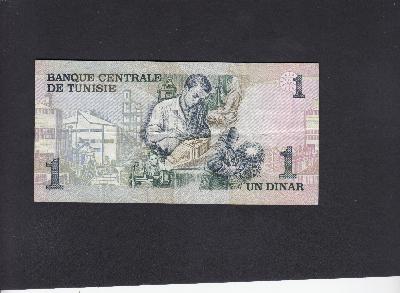 BANQUE CENTRALE
DE TUNISIE
1
1
1
UN DINAR